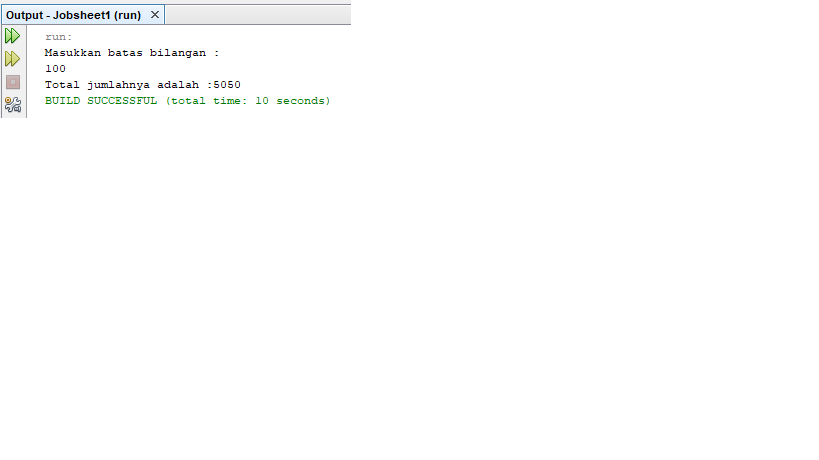 Output - Jobsheet1 (run)
run:
Masukkan batas bilangan :
100
Total jumlahnya adalah :5050
BUILD SUCCESSFUL (total time: 10 seconds)